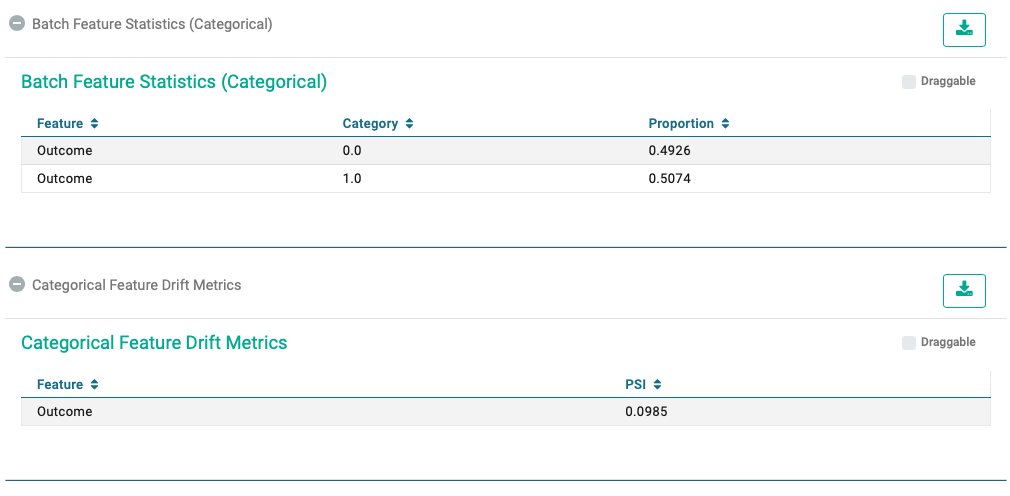 Batch Feature Statistics (Categorical)
Batch Feature Statistics (Categorical)
Draggable
Feature Category Proportion
Outcome 0.0 0.4926
Outcome 1.0 0.5074
Categorical Feature Drift Metrics
Categorical Feature Drift Metrics
Draggable
Feature PSI
Outcome 0.0985